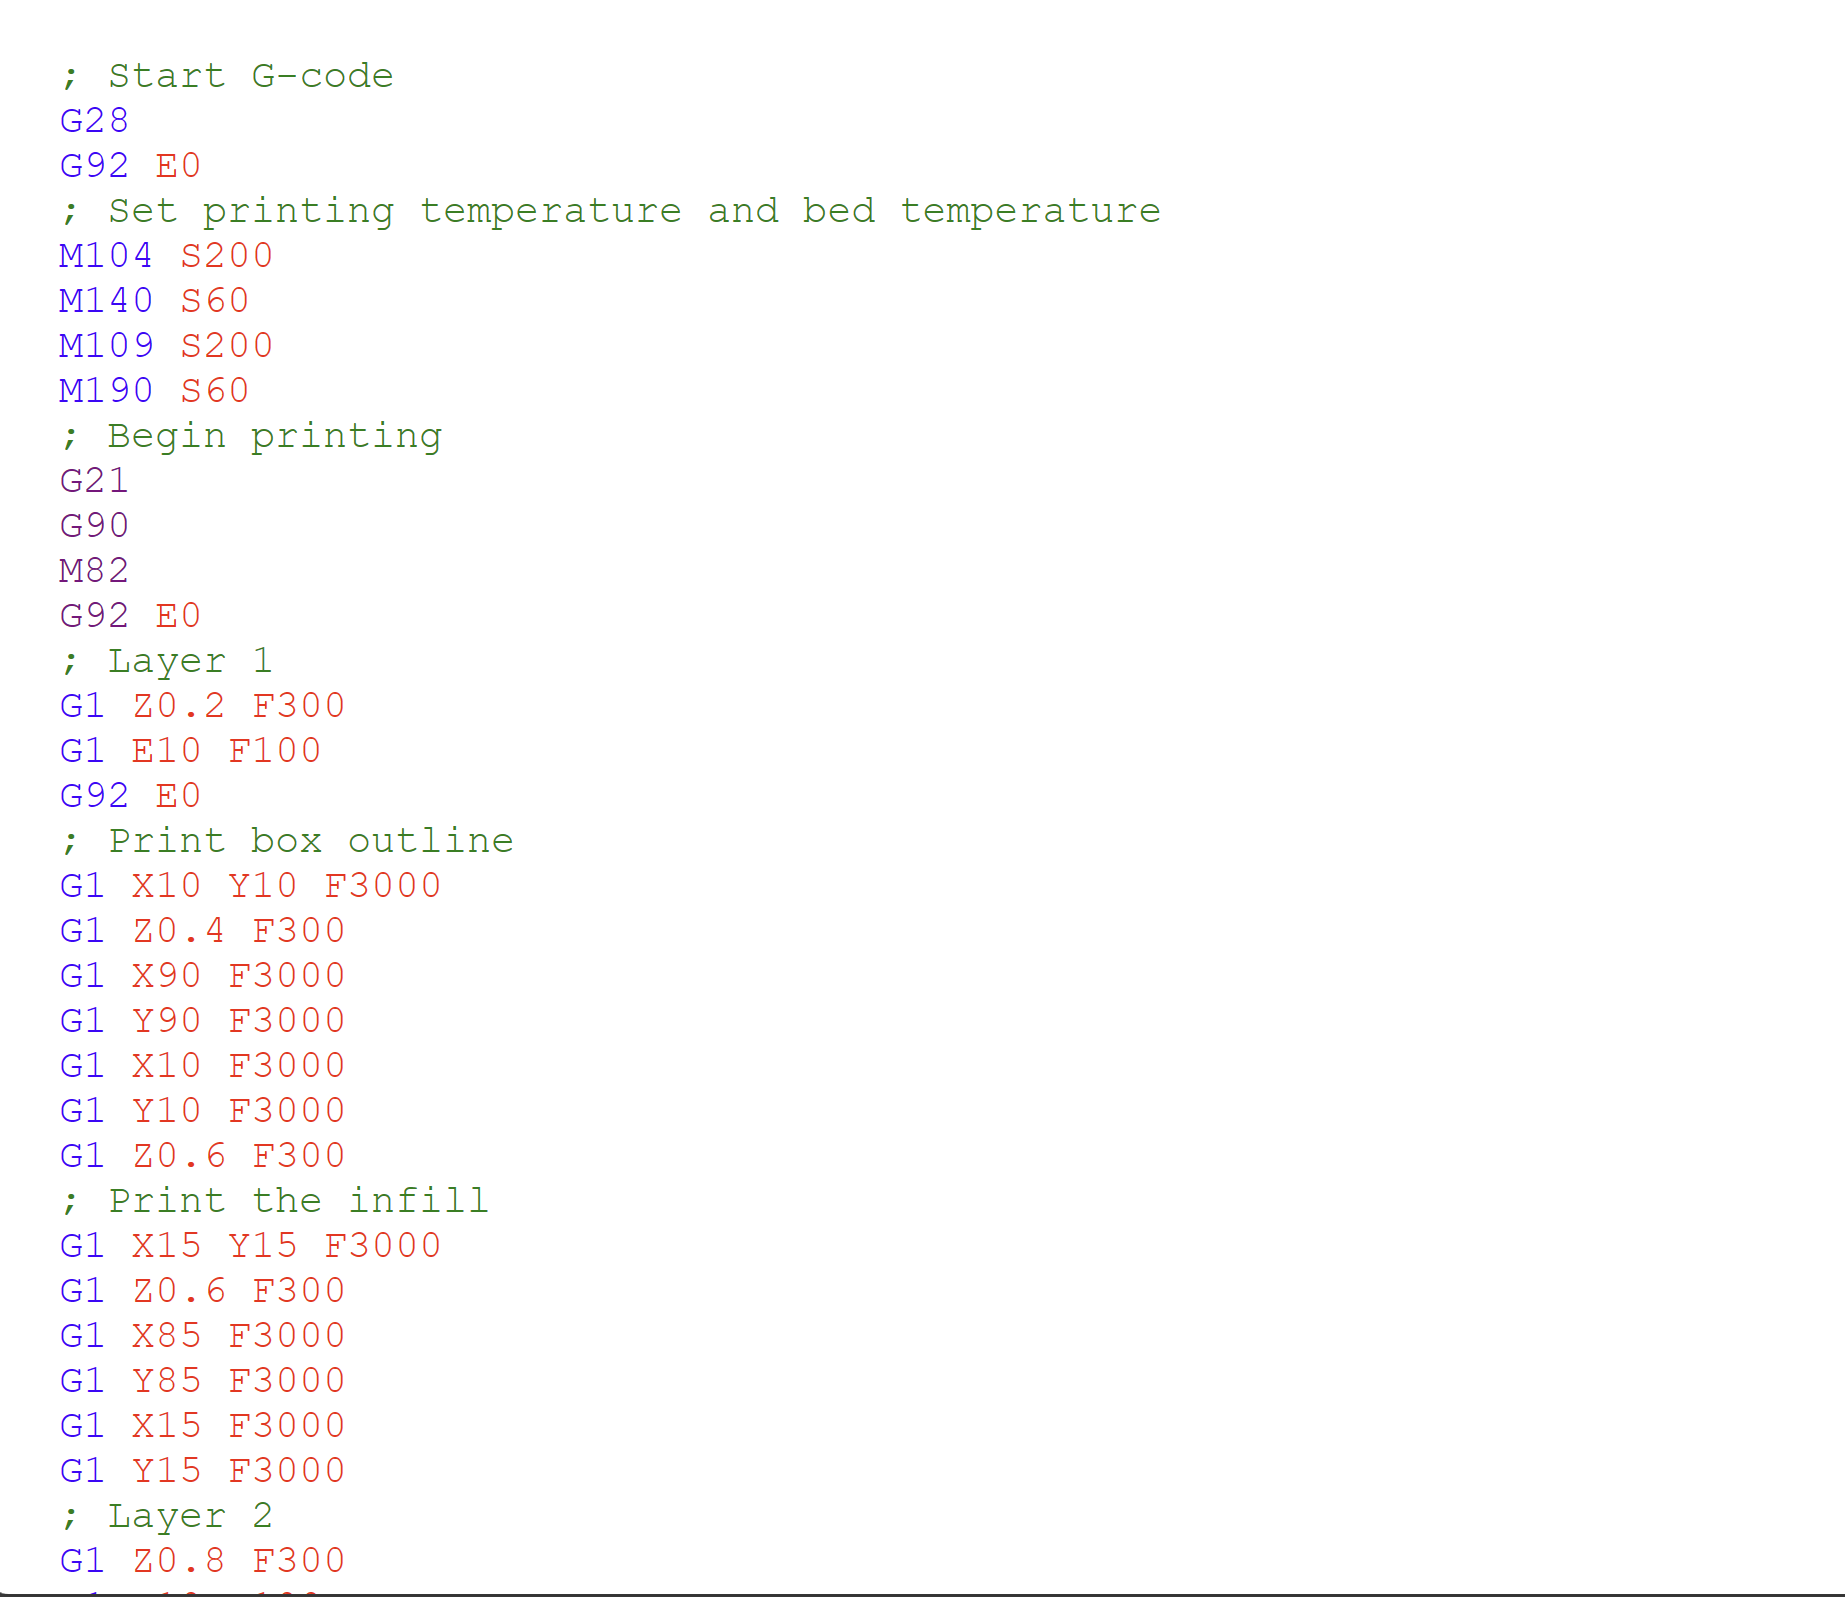 ; Start G-code
G28
G92 E0
; Set printing temperature and bed temperature
M104 S200
M140 S60
M109 S200
M190 S60
; Begin printing
G21
G90
M82
G92 E0
; Layer 1
G1 Z0.2 F300
G1 E10 F100
G92 E0
; Print box outline
G1 X10 Y10 F3000
G1 Z0.4 F300
G1 X90 F3000
G1 Y90 F3000
G1 X10 F3000
G1 Y10 F3000
G1 Z0.6 F300
; Print the infill
G1 X15 Y15 F3000
G1 Z0.6 F300
G1 X85 F3000
G1 Y85 F3000
G1 X15 F3000
G1 Y15 F3000
; Layer 2
G1 Z0.8 F300